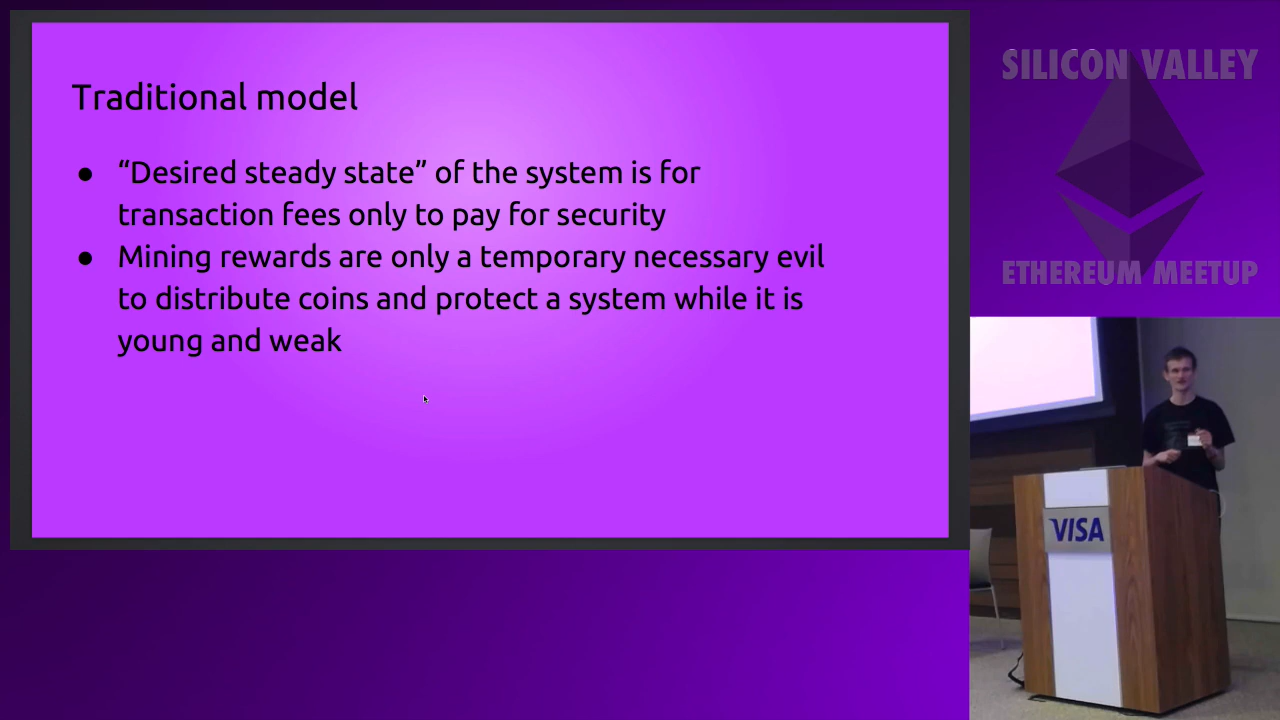 Traditional model
● “Desired steady state” of the system is for
transaction fees only to pay for security
● Mining rewards are only a temporary necessary evil
to distribute coins and protect a system while it is
young and weak
SILICON VALLEY
ETHEREUM MEETUP
VISA